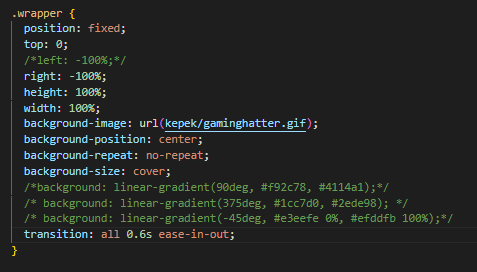 .wrapper {
position: fixed;
top: 0;
/*left: -100%;*/
right: -100%;
height: 100%;
width: 100%;
background-image: url(kepek/gaminghatter.gif);
background-position: center;
background-repeat: no-repeat;
background-size: cover;
/*background: linear-gradient(90deg, #f92c78, #4114a1);*/
/* background: linear-gradient(375deg, #1cc7d0, #2ede98); */
/* background: linear-gradient(-45deg, #e3eefe 0%, #efddfb 100%);*/
transition: all 0.6s ease-in-out;
}